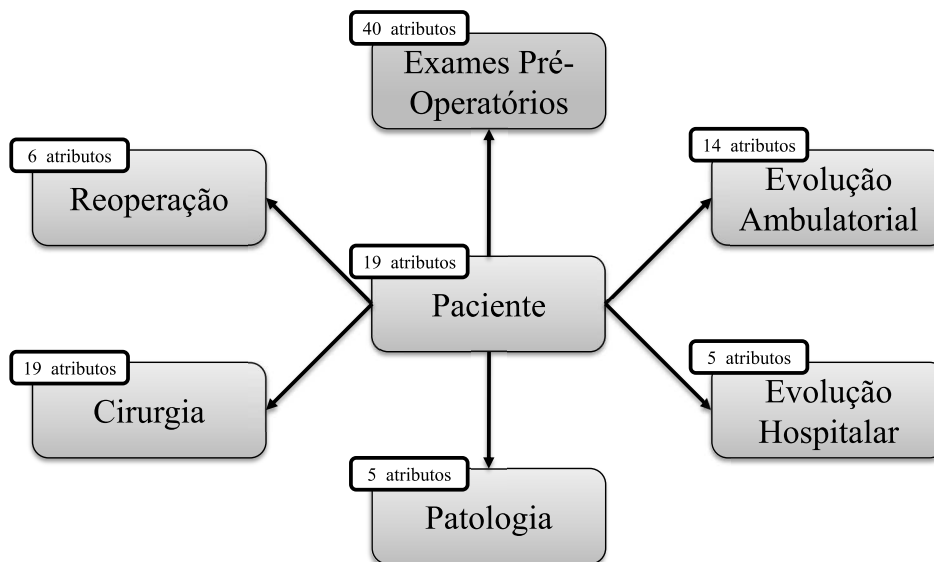 40 atributos
Exames Pré-
Operatórios
6 atributos
Reoperação
14 atributos
Evolução
Ambulatorial
19 atributos
Paciente
19 atributos
Cirurgia
5 atributos
Evolução
Hospitalar
5 atributos
Patologia